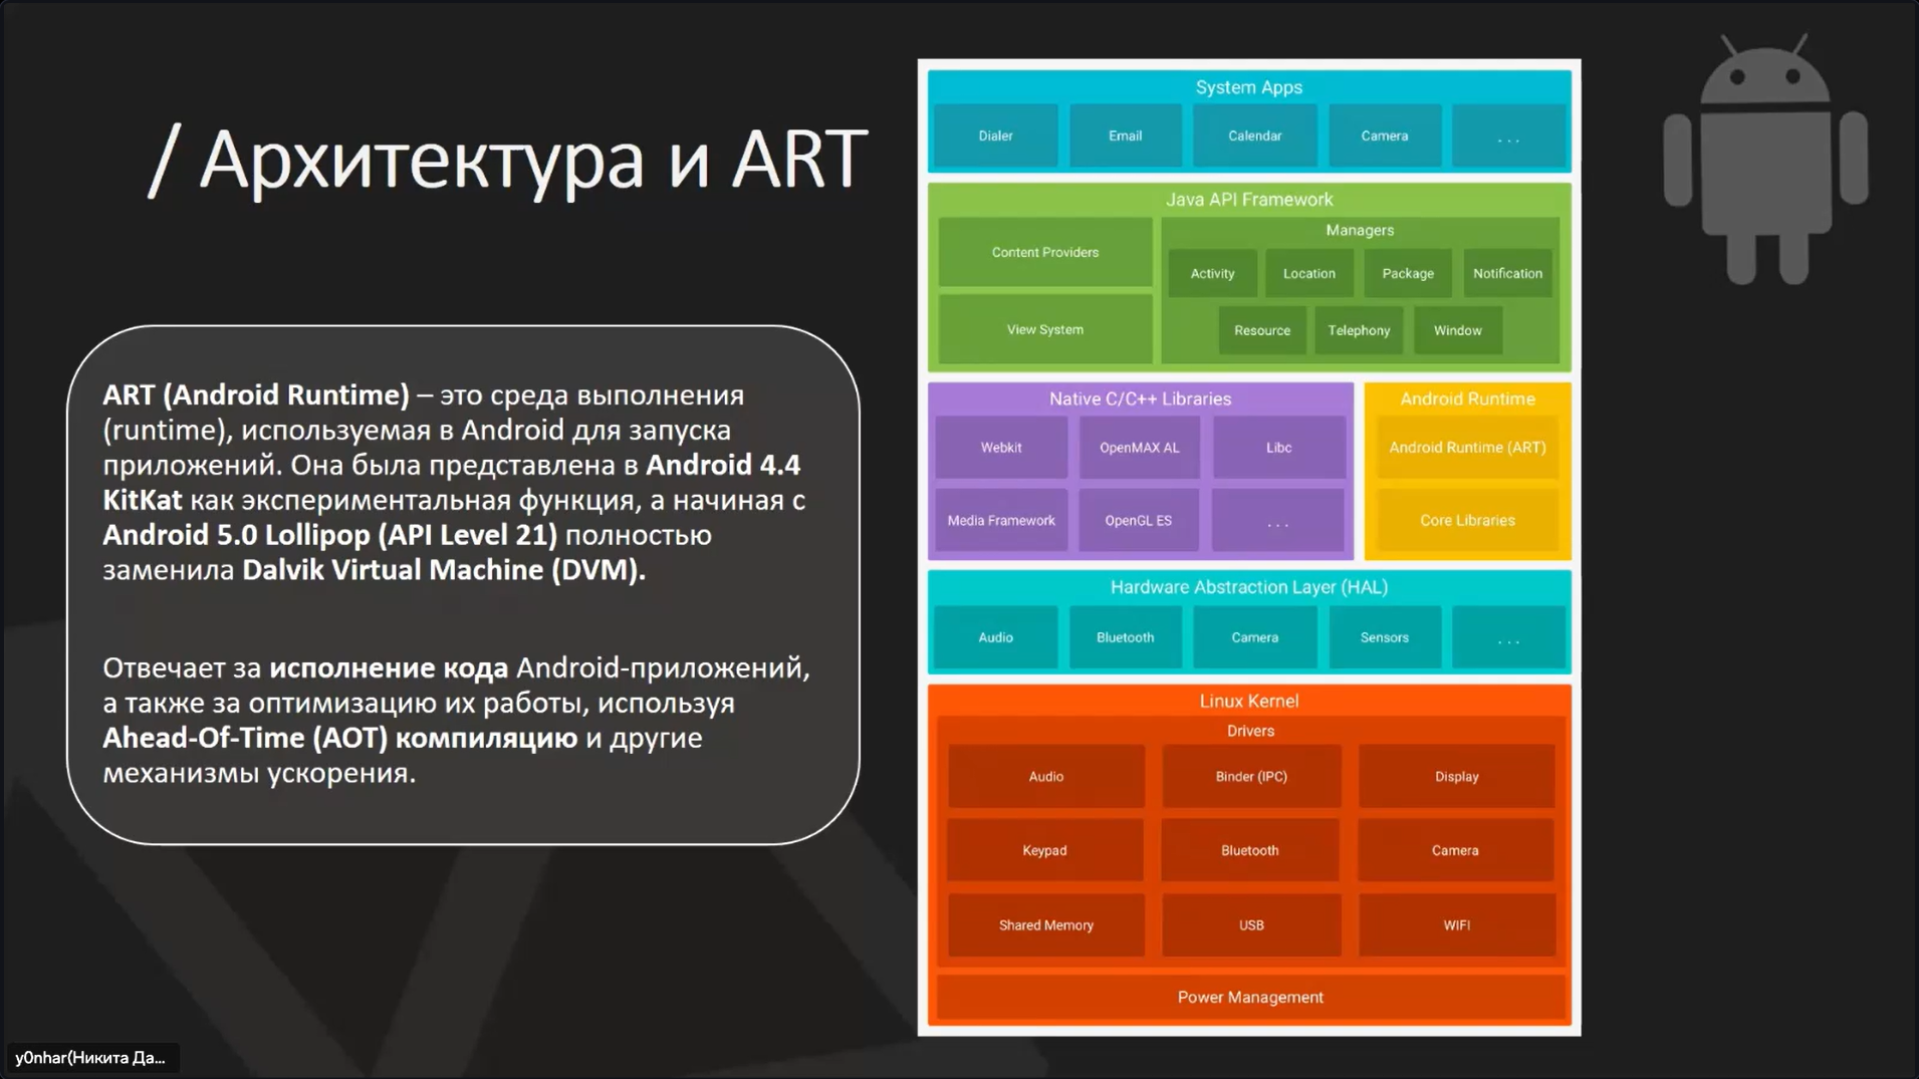 / Архитектура и ART
ART (Android Runtime) – это среда выполнения
(runtime), используемая в Android для запуска
приложений. Она была представлена в Android 4.4
KitKat как экспериментальная функция, а начиная с
Android 5.0 Lollipop (API Level 21) полностью
заменила Dalvik Virtual Machine (DVM).
Отвечает за исполнение кода Android-приложений,
а также за оптимизацию их работы, используя
Ahead-Of-Time (AOT) компиляцию и другие
механизмы ускорения.
System Apps
Dialer Email Calendar Camera . . .
Java API Framework
Content Providers
View System
Managers
Activity Location Package Notification
Resource Telephony Window
Native C/C++ Libraries
Webkit OpenMAX AL Libc
Media Framework OpenGL ES . . .
Android Runtime
Android Runtime (ART)
Core Libraries
Hardware Abstraction Layer (HAL)
Audio Bluetooth Camera Sensors . . .
Linux Kernel
Drivers
Audio Binder (IPC) Display
Keypad Bluetooth Camera
Shared Memory USB WIFI
Power Management
y0nhar(Никита Да...